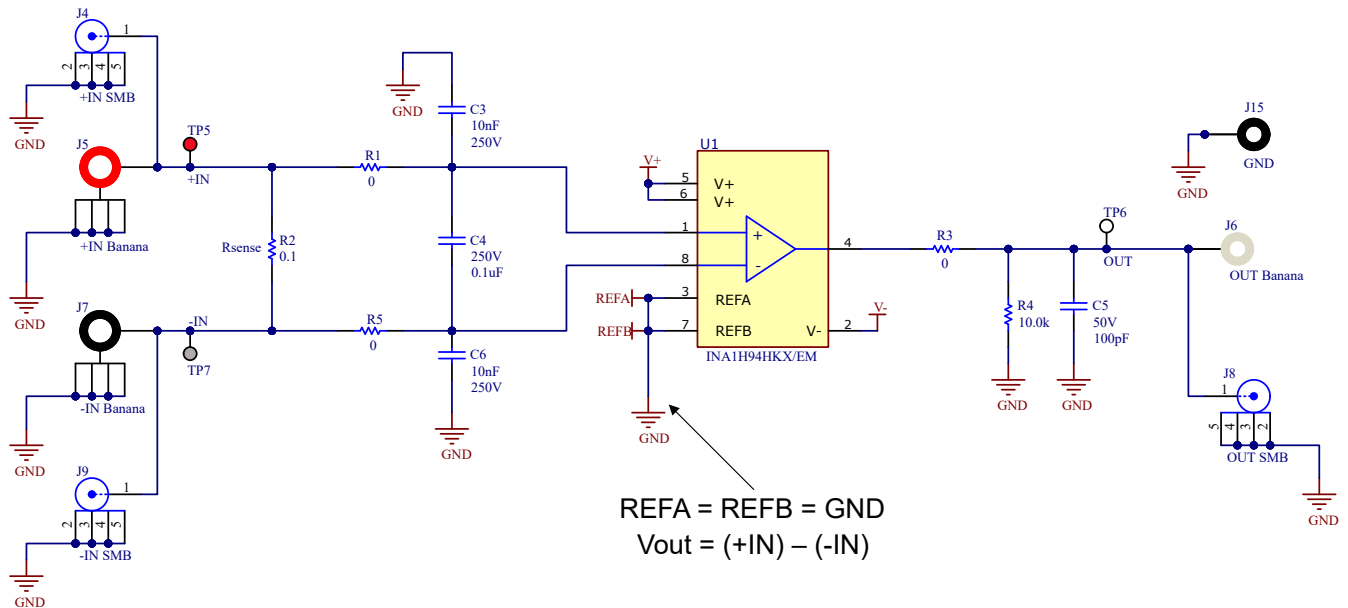 J4
1
2
3
4
5
+IN SMB
GND
J5
TP5
+IN
+IN Banana
GND
Rsense
R2
0.1
J7
-IN
TP7
-IN Banana
GND
J9
1
2
3
4
5
-IN SMB
GND
R1
0
R5
0
GND
C3
10nF
250V
C4
250V
0.1uF
C6
10nF
250V
GND
U1
V+
5
V+
6
V+
1
+
8
-
REFA
3
REFA
REFB
7
REFB
4
V-
2
V-
INA1H94HKX/EM
GND
REFA = REFB = GND
Vout = (+IN) – (-IN)
R3
0
R4
10.0k
GND
C5
50V
100pF
GND
TP6
OUT
J15
GND
GND
J6
OUT Banana
J8
1
5
4
3
2
OUT SMB
GND